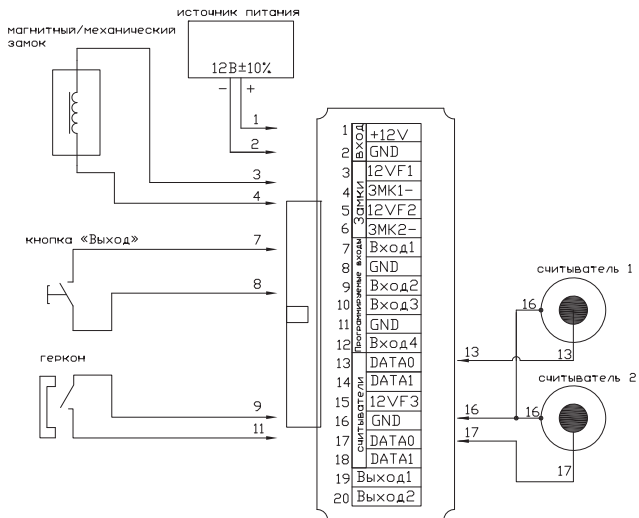 источник питания
магнитный/механический
замок
12В±10%
− +
1
2
3
4
кнопка «Выход»
7
8
геркон
9
11
вход
Замки
Программируемые входы
считыватели
1 +12V
2 GND
3 12VF1
4 ЗМК1-
5 12VF2
6 ЗМК2-
7 Вход1
8 GND
9 Вход2
10 Вход3
11 GND
12 Вход4
13 DATA0
14 DATA1
15 12VF3
16 GND
17 DATA0
18 DATA1
19 Выход1
20 Выход2
считыватель 1
16
13
13
считыватель 2
16
16
17
17